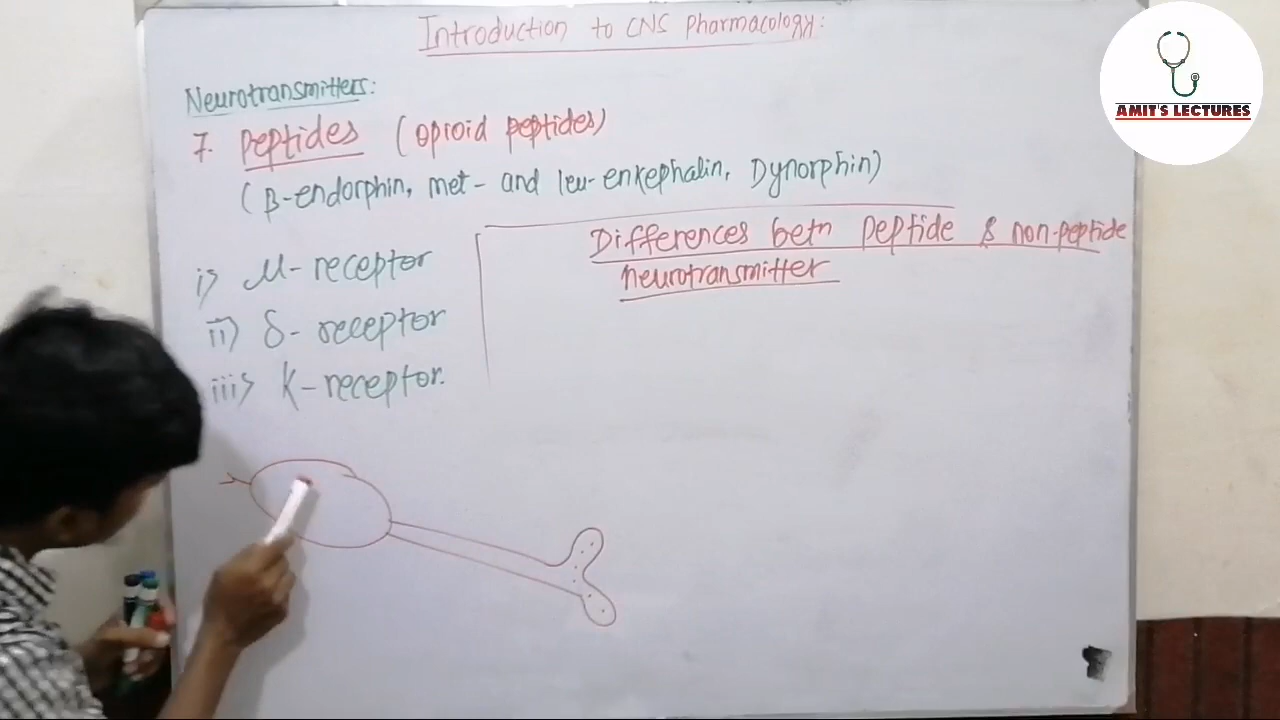 Introduction to CNS Pharmacology:
Neurotransmitters:
7. Peptides (opioid peptides)
(β-endorphin, met- and leu-enkephalin, Dynorphin)
Differences betn peptide & non-peptide
neurotransmitter
i) μ-receptor
ii) δ-receptor
iii) K-receptor.
AMIT'S LECTURES